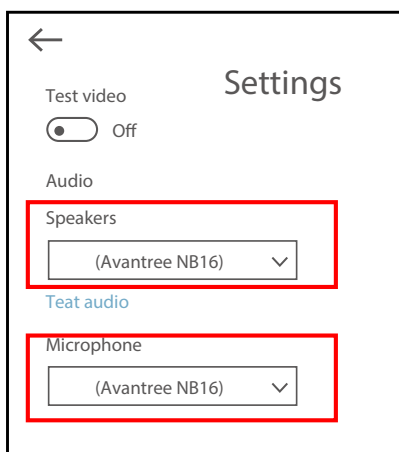 Settings
Test video
Off
Audio
Speakers
(Avantree NB16)
Teat audio
Microphone
(Avantree NB16)